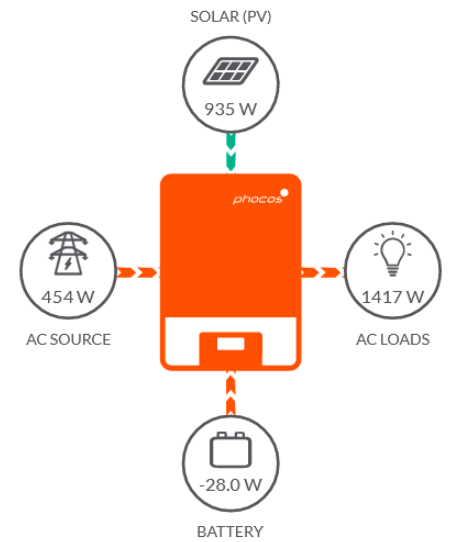 SOLAR (PV)
935 W
phocos
454 W
AC SOURCE
1417 W
AC LOADS
-28.0 W
BATTERY